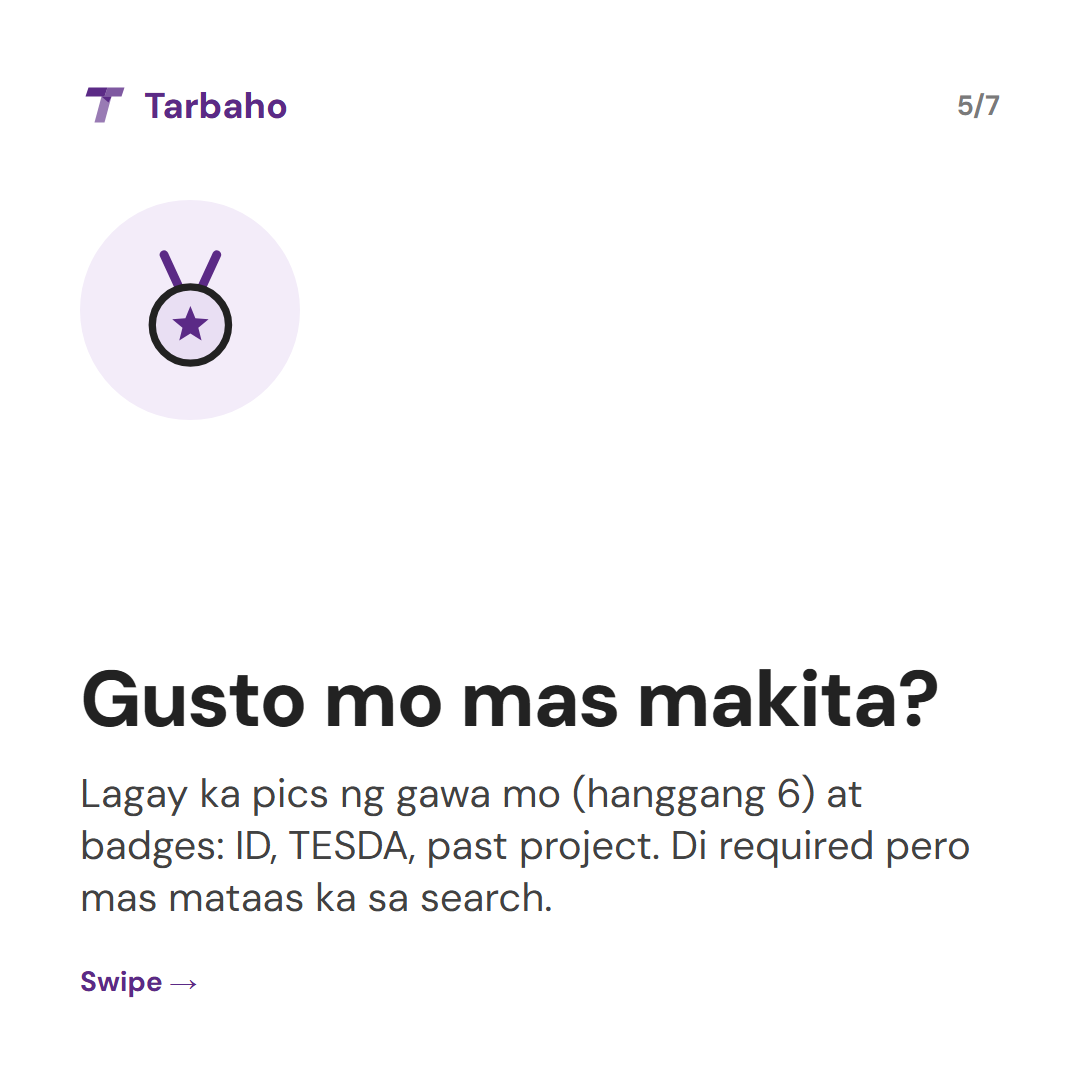 Tarbaho
5/7
Gusto mo mas makita?
Lagay ka pics ng gawa mo (hanggang 6) at
badges: ID, TESDA, past project. Di required pero
mas mataas ka sa search.
Swipe →